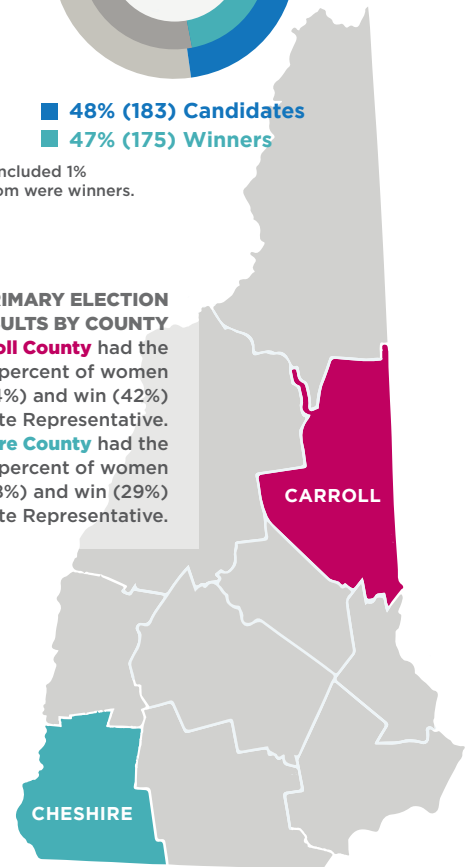 48% (183) Candidates
47% (175) Winners
ncluded 1%
om were winners.
RIMARY ELECTION
ULTS BY COUNTY
oll County had the
percent of women
4%) and win (42%)
te Representative.
re County had the
percent of women
and win (29%)
te Representative.
CARROLL
CHESHIRE